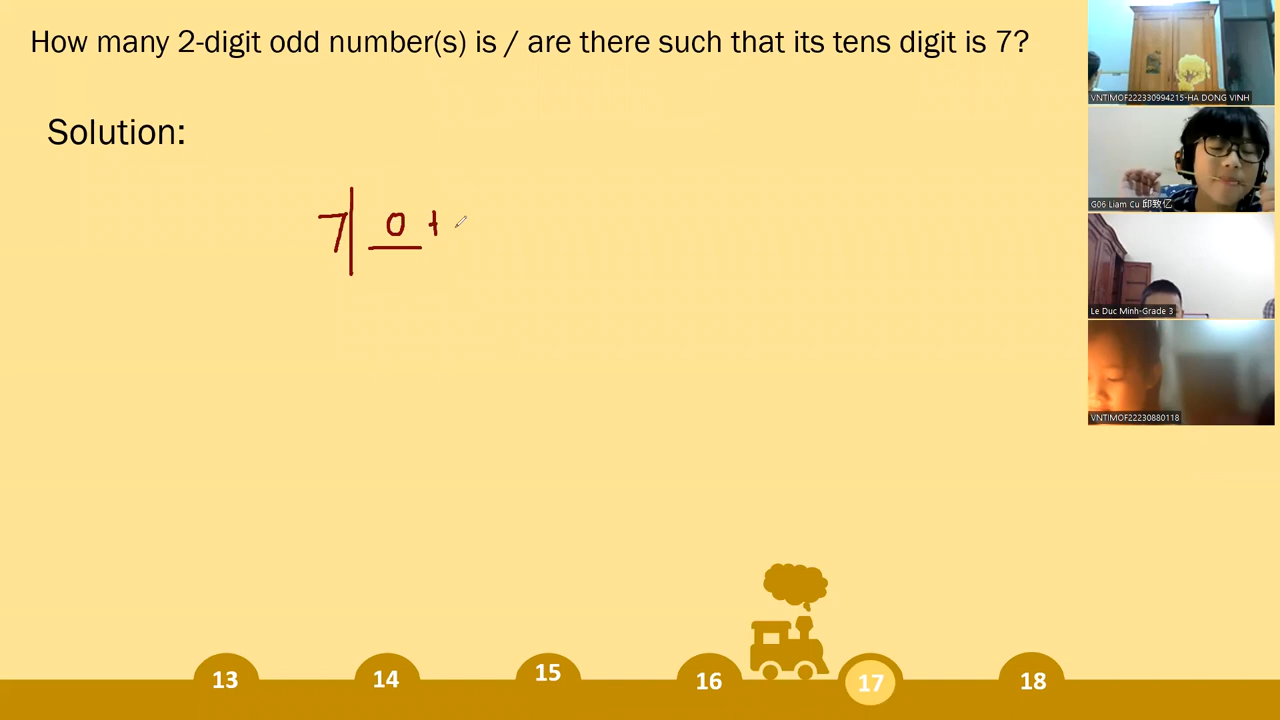 How many 2-digit odd number(s) is / are there such that its tens digit is 7?
Solution:
7 0 +
VNTIMOF222330994215-HA DONG VINH
G06 Liam Cu 邱致亿
Le Duc Minh-Grade 3
VNTIMOF22230880118
13 14 15 16 17 18